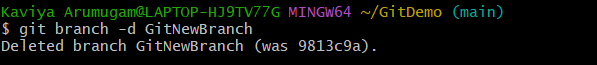 Kaviya Arumugam@LAPTOP-HJ9TV77G MINGW64 ~/GitDemo (main)
$ git branch -d GitNewBranch
Deleted branch GitNewBranch (was 9813c9a).